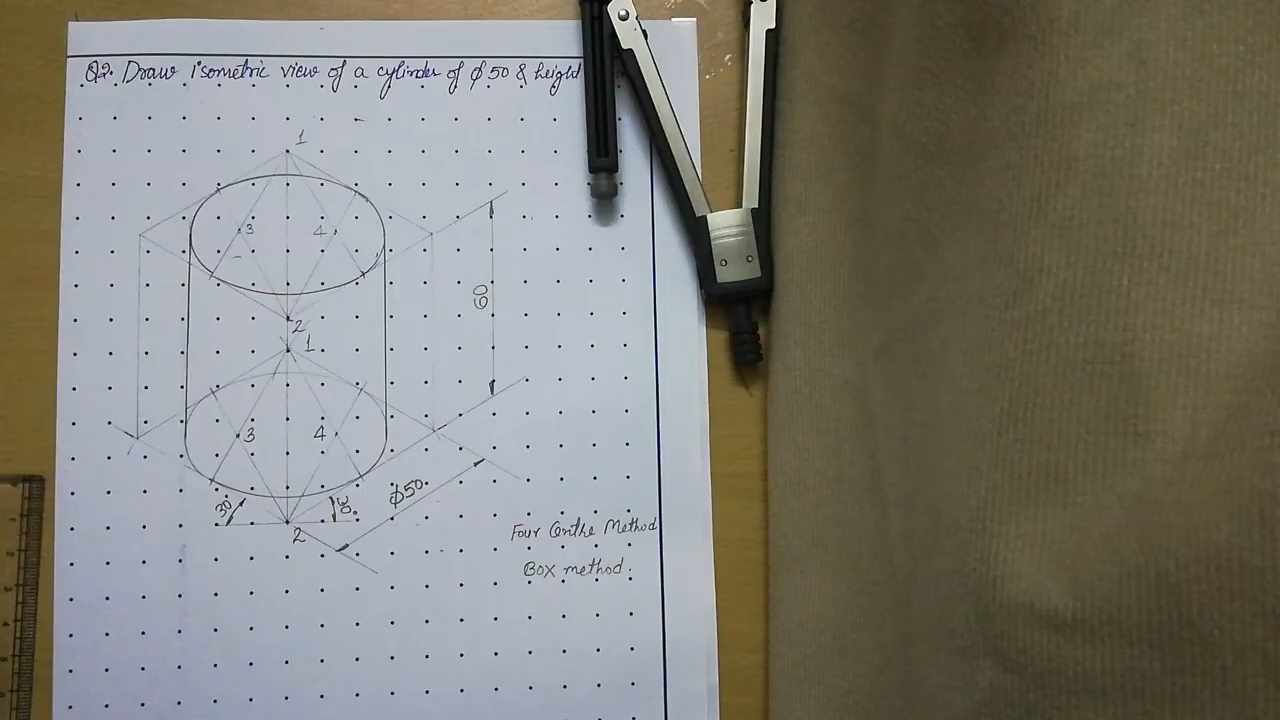 Q2. Draw isometric view of a cylinder of ϕ50 & height
1
3 4
2
1
60
3 4
ϕ50
30° 30°
2
Four Centre Method
Box method.